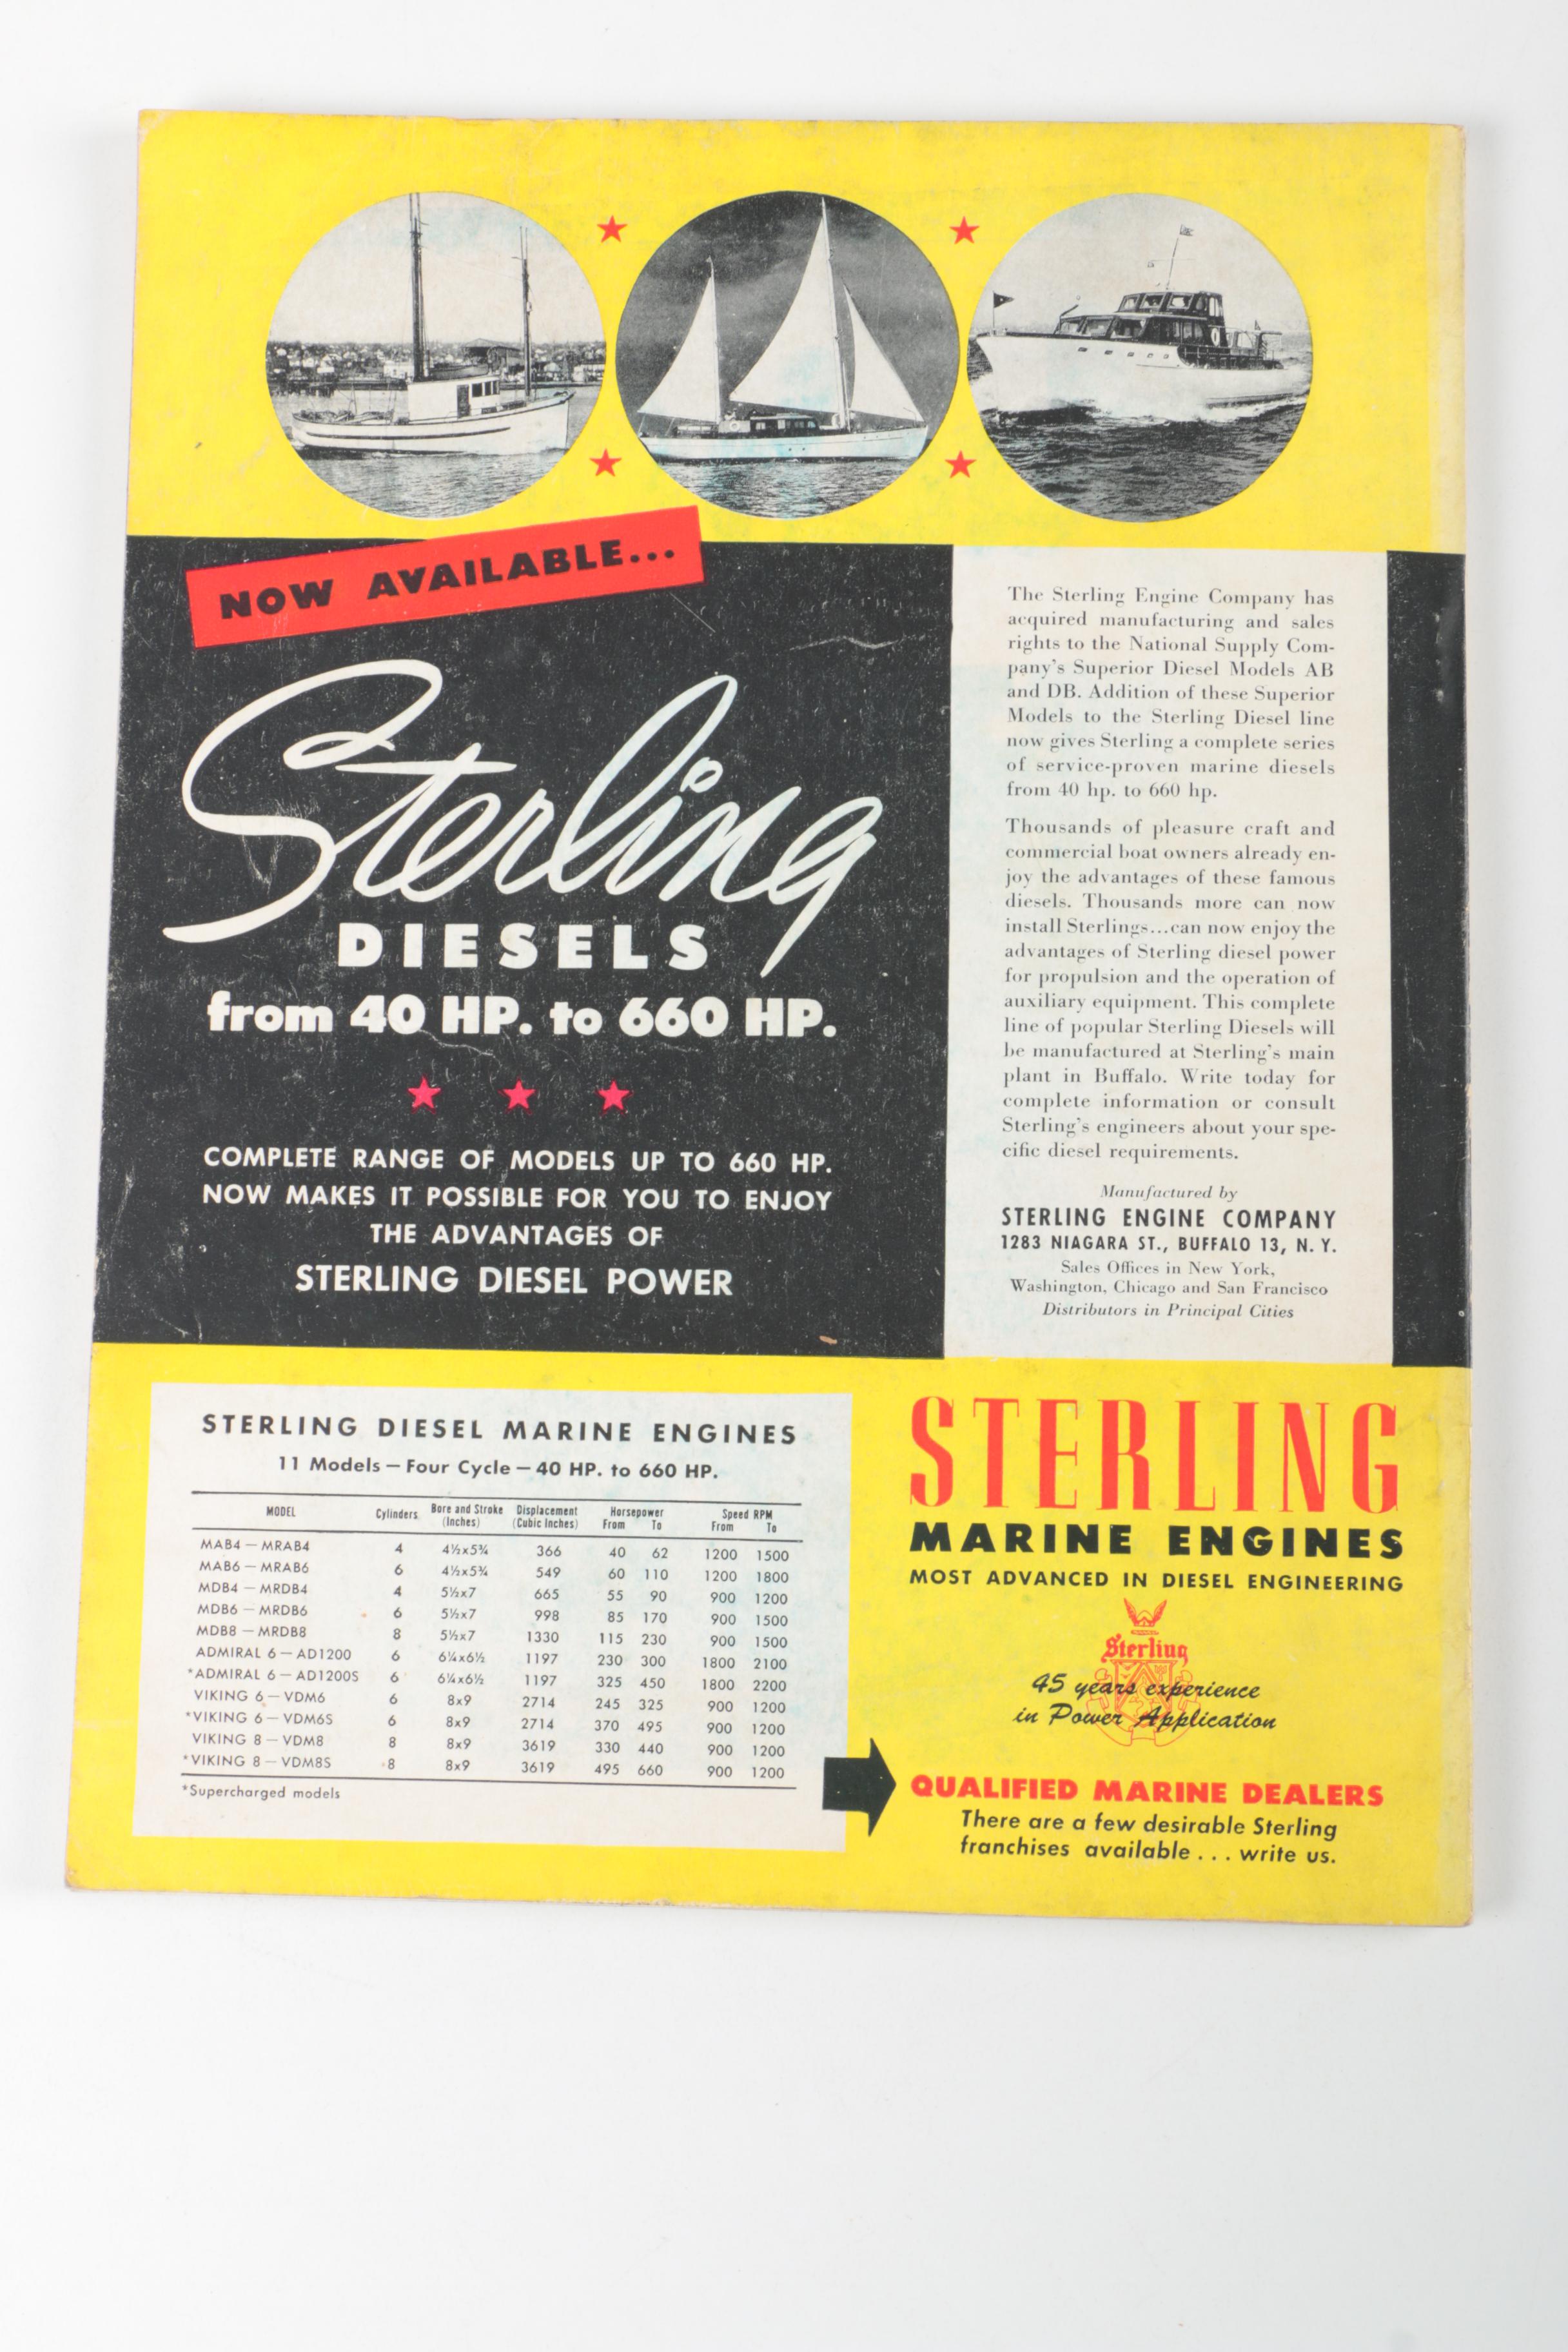 NOW AVAILABLE...
Sterling
DIESELS
from 40 HP. to 660 HP.
COMPLETE RANGE OF MODELS UP TO 660 HP.
NOW MAKES IT POSSIBLE FOR YOU TO ENJOY
THE ADVANTAGES OF
STERLING DIESEL POWER
The Sterling Engine Company has
acquired manufacturing and sales
rights to the National Supply Com-
pany's Superior Diesel Models AB
and DB. Addition of these Superior
Models to the Sterling Diesel line
now gives Sterling a complete series
of service-proven marine diesels
from 40 hp. to 660 hp.
Thousands of pleasure craft and
commercial boat owners already en-
joy the advantages of these famous
diesels. Thousands more can now
install Sterlings...can now enjoy the
advantages of Sterling diesel power
for propulsion and the operation of
auxiliary equipment. This complete
line of popular Sterling Diesels will
be manufactured at Sterling's main
plant in Buffalo. Write today for
complete information or consult
Sterling's engineers about your spe-
cific diesel requirements.
Manufactured by
STERLING ENGINE COMPANY
1283 NIAGARA ST., BUFFALO 13, N. Y.
Sales Offices in New York,
Washington, Chicago and San Francisco
Distributors in Principal Cities
STERLING DIESEL MARINE ENGINES
11 Models — Four Cycle — 40 HP. to 660 HP.
MODEL Cylinders Bore and Stroke (Inches) Displacement (Cubic Inches) Horsepower From To Speed RPM From To
MAB4 — MRAB4 4 4½x5¾ 366 40 62 1200 1500
MAB6 — MRAB6 6 4½x5¾ 549 60 110 1200 1800
MDB4 — MRDB4 4 5½x7 665 55 90 900 1200
MDB6 — MRDB6 6 5½x7 998 85 170 900 1500
MDB8 — MRDB8 8 5½x7 1330 115 230 900 1500
ADMIRAL 6 — AD1200 6 6¼x6½ 1197 230 300 1800 2100
*ADMIRAL 6 — AD1200S 6 6¼x6½ 1197 325 450 1800 2200
VIKING 6 — VDM6 6 8x9 2714 245 325 900 1200
*VIKING 6 — VDM6S 6 8x9 2714 370 495 900 1200
VIKING 8 — VDM8 8 8x9 3619 330 440 900 1200
*VIKING 8 — VDM8S 8 8x9 3619 495 660 900 1200
*Supercharged models
STERLING
MARINE ENGINES
MOST ADVANCED IN DIESEL ENGINEERING
Sterling
45 years experience
in Power Application
QUALIFIED MARINE DEALERS
There are a few desirable Sterling
franchises available . . . write us.